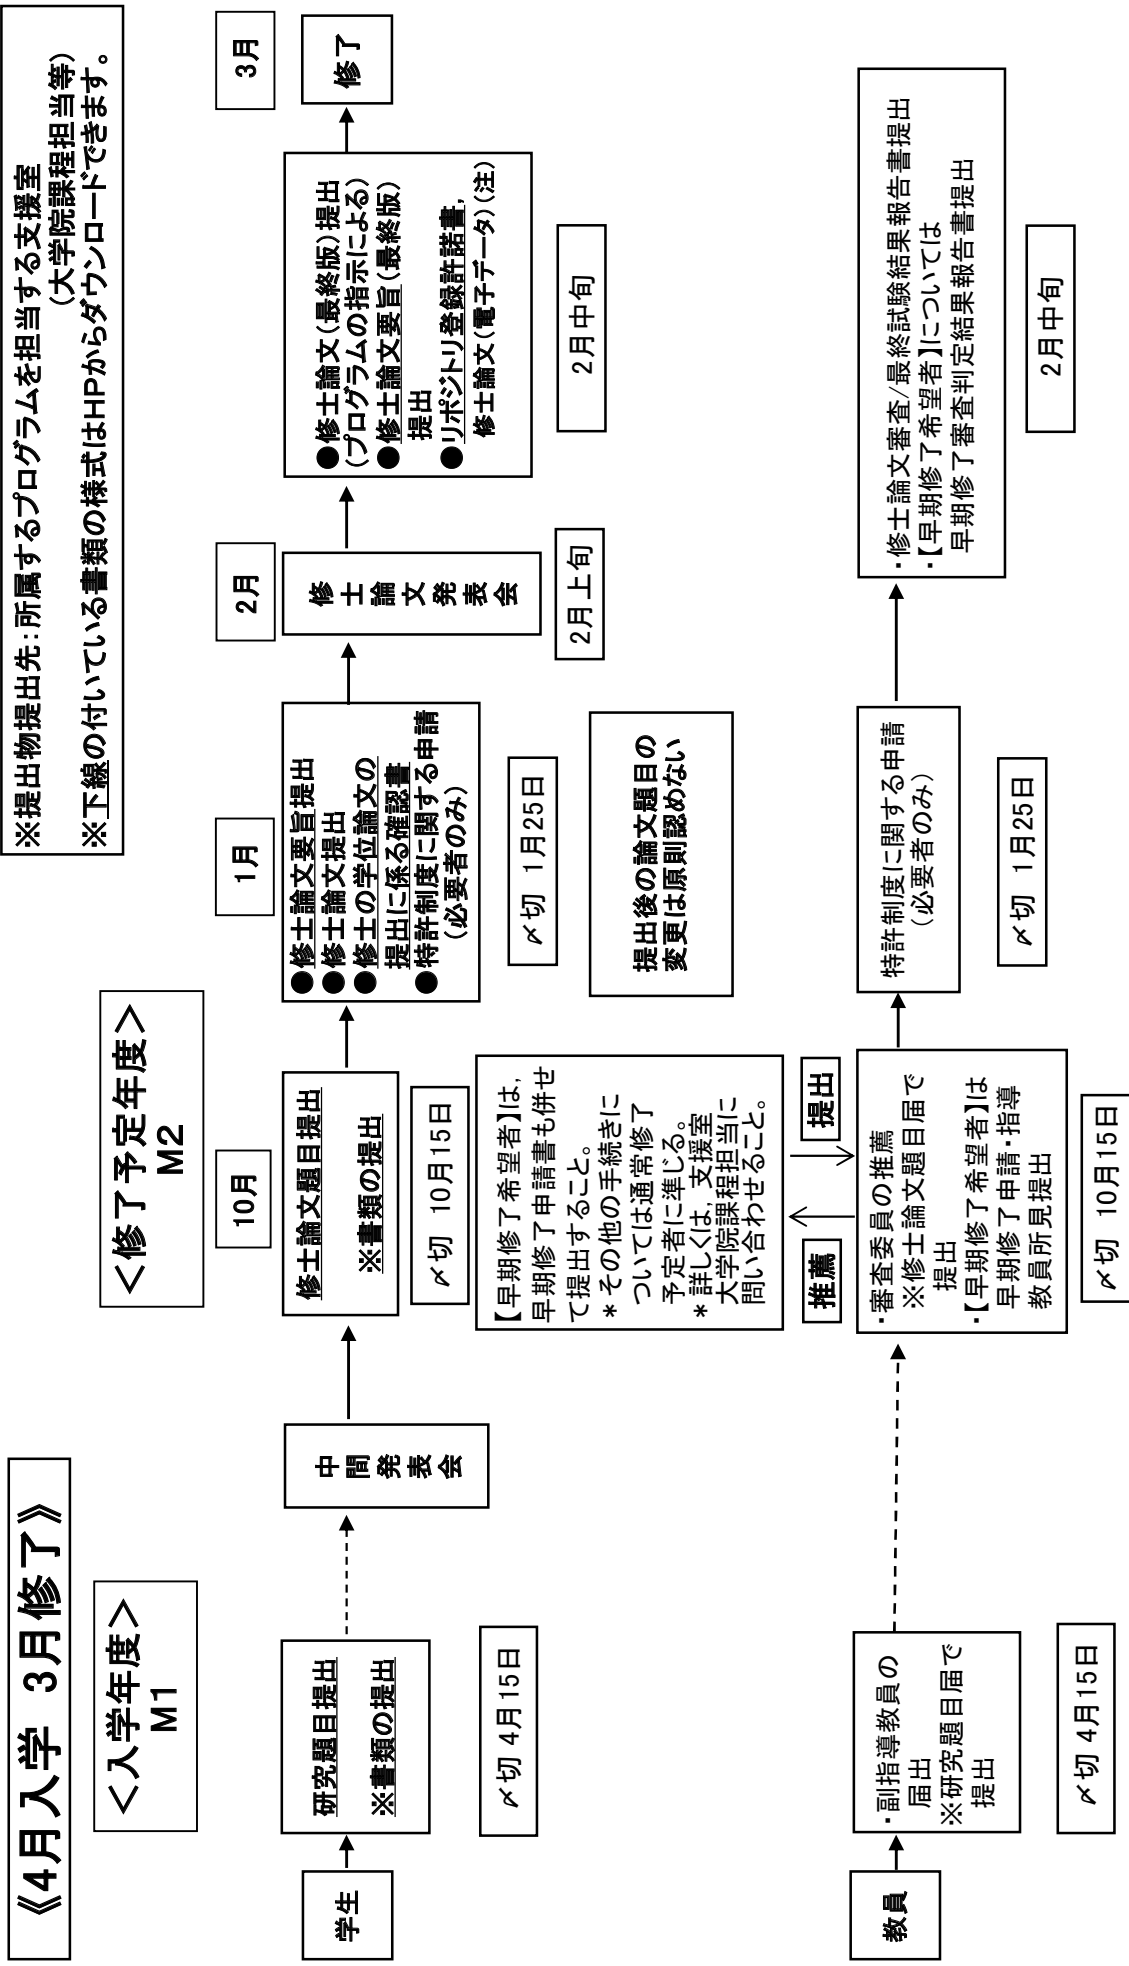 《4月入学 3月修了》
※提出物提出先：所属するプログラムを担当する支援室
（大学院課程担当等）
※下線の付いている書類の様式はHPからダウンロードできます。
＜入学年度＞
M1
＜修了予定年度＞
M2
10月
1月
2月
3月
学生
研究題目提出
※書類の提出
〆切 4月15日
中間発表会
修士論文題目提出
※書類の提出
〆切 10月15日
【早期修了希望者】は，
早期修了申請書も併せ
て提出すること。
＊その他の手続きに
ついては通常修了
予定者に準じる。
＊詳しくは，支援室
大学院課程担当に
問い合わせること。
●修士論文要旨提出
●修士論文提出
●修士の学位論文の
提出に係る確認書
●特許制度に関する申請
（必要者のみ）
〆切 1月25日
提出後の論文題目の
変更は原則認めない
修士論文発表会
2月上旬
●修士論文（最終版）提出
（プログラムの指示による）
●修士論文要旨（最終版）
提出
●リポジトリ登録許諾書，
修士論文（電子データ）（注）
2月中旬
修了
推薦
提出
教員
・副指導教員の
届出
※研究題目届で
提出
〆切 4月15日
・審査委員の推薦
※修士論文題目届で
提出
・【早期修了希望者】は
早期修了申請・指導
教員所見提出
〆切 10月15日
特許制度に関する申請
（必要者のみ）
〆切 1月25日
・修士論文審査/最終試験結果報告書提出
・【早期修了希望者】については
早期修了審査判定結果報告書提出
2月中旬